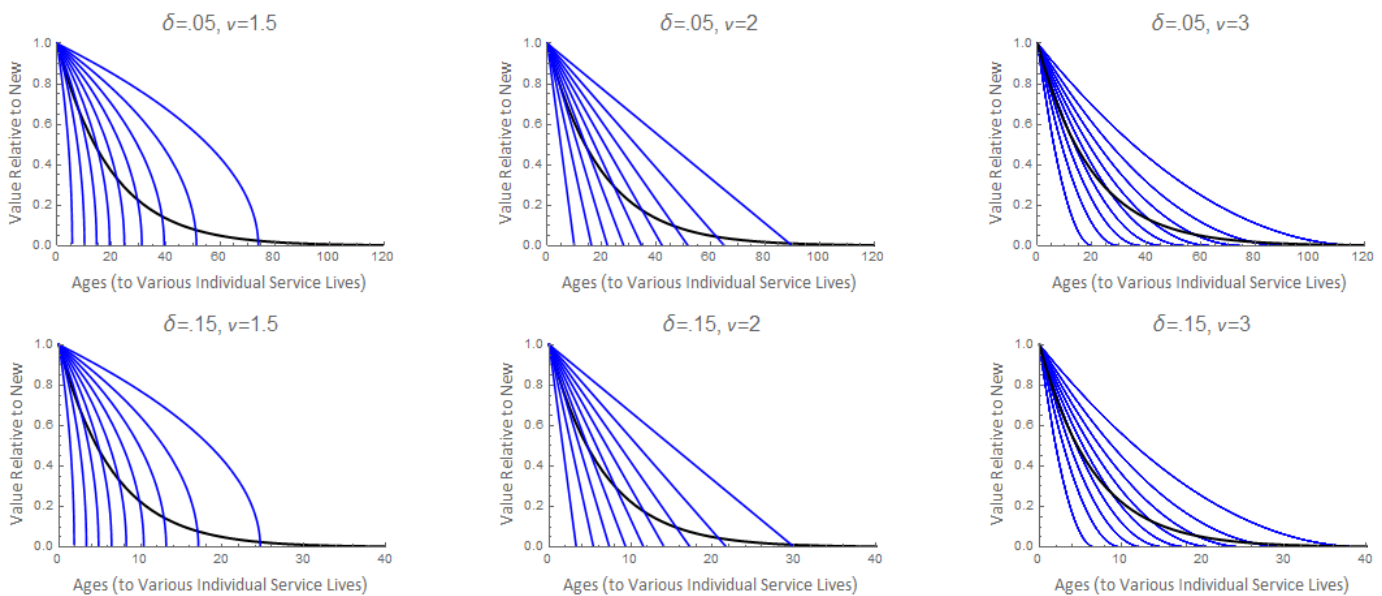 δ=.05, ν=1.5
Value Relative to New
1.0
0.8
0.6
0.4
0.2
0.0
0 20 40 60 80 100 120
Ages (to Various Individual Service Lives)
δ=.05, ν=2
Value Relative to New
1.0
0.8
0.6
0.4
0.2
0.0
0 20 40 60 80 100 120
Ages (to Various Individual Service Lives)
δ=.05, ν=3
Value Relative to New
1.0
0.8
0.6
0.4
0.2
0.0
0 20 40 60 80 100 120
Ages (to Various Individual Service Lives)
δ=.15, ν=1.5
Value Relative to New
1.0
0.8
0.6
0.4
0.2
0.0
0 10 20 30 40
Ages (to Various Individual Service Lives)
δ=.15, ν=2
Value Relative to New
1.0
0.8
0.6
0.4
0.2
0.0
0 10 20 30 40
Ages (to Various Individual Service Lives)
δ=.15, ν=3
Value Relative to New
1.0
0.8
0.6
0.4
0.2
0.0
0 10 20 30 40
Ages (to Various Individual Service Lives)